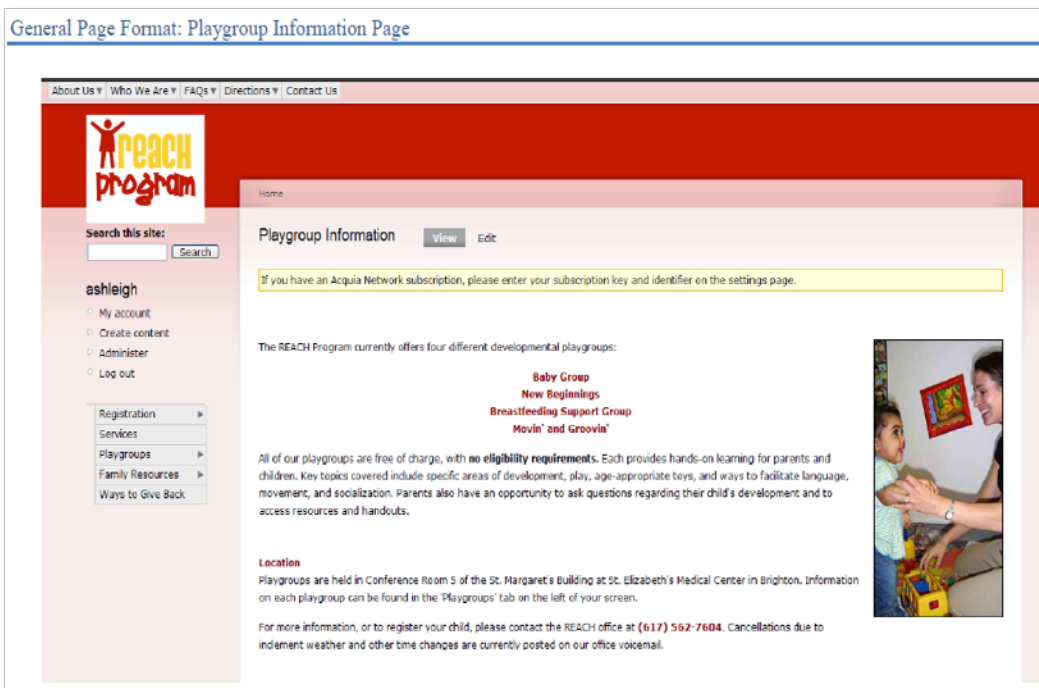 General Page Format: Playgroup Information Page
About Us Who We Are FAQs Directions Contact Us
reach
program
Home
Search this site:
Search
Playgroup Information View Edit
If you have an Acquia Network subscription, please enter your subscription key and identifier on the settings page.
ashleigh
My account
Create content
Administer
Log out
Registration
Services
Playgroups
Family Resources
Ways to Give Back
The REACH Program currently offers four different developmental playgroups:
Baby Group
New Beginnings
Breastfeeding Support Group
Movin' and Groovin'
All of our playgroups are free of charge, with no eligibility requirements. Each provides hands-on learning for parents and
children. Key topics covered include specific areas of development, play, age-appropriate toys, and ways to facilitate language,
movement, and socialization. Parents also have an opportunity to ask questions regarding their child's development and to
access resources and handouts.
Location
Playgroups are held in Conference Room 5 of the St. Margaret's Building at St. Elizabeth's Medical Center in Brighton. Information
on each playgroup can be found in the 'Playgroups' tab on the left of your screen.
For more information, or to register your child, please contact the REACH office at (617) 562-7604. Cancellations due to
inclement weather and other time changes are currently posted on our office voicemail.